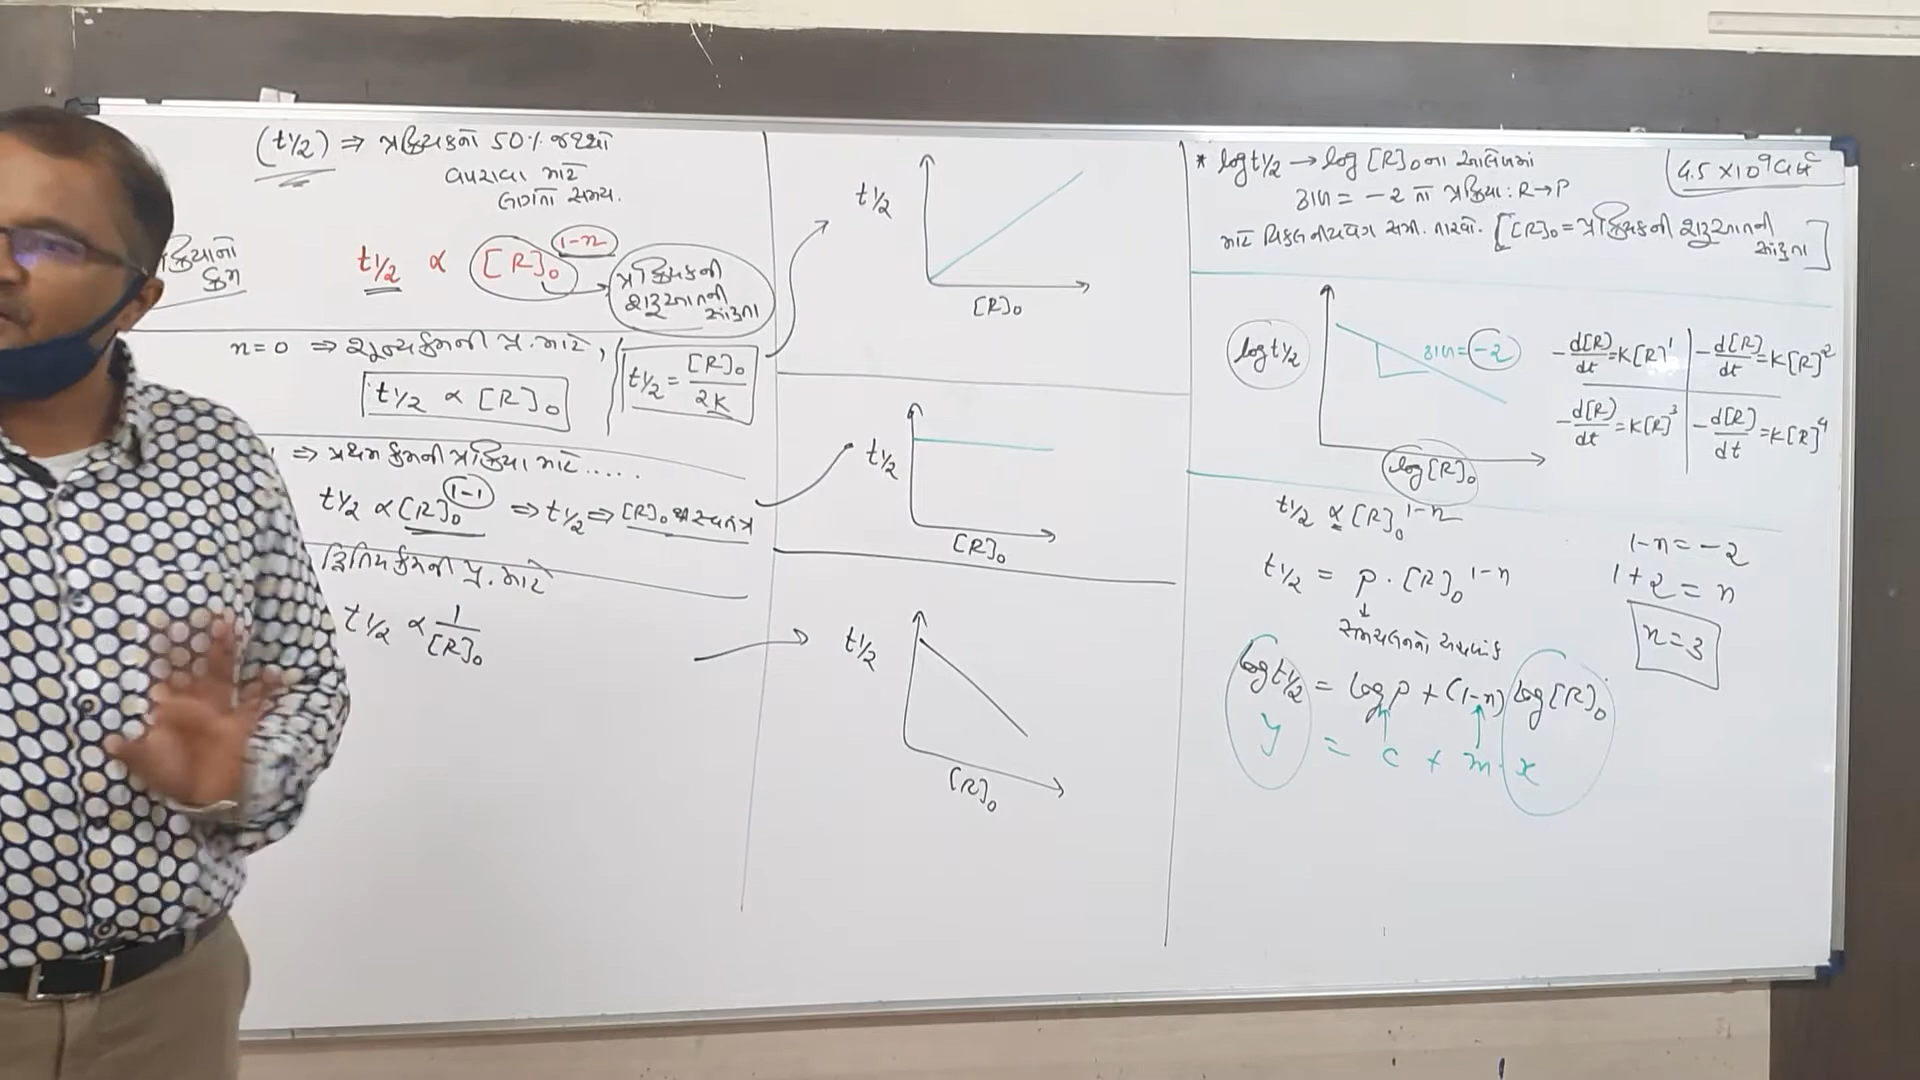 (t½) ⇒ પ્રક્રિયકનો 50% જથ્થો
વપરાવા માટે
લાગતો સમય.
ક્રિયાનો
ક્રમ
t½ ∝ [R]₀ 1-n
પ્રક્રિયકની
શરૂઆતની
સાંદ્રતા
n=0 ⇒ શૂન્યક્રમની પ્ર. માટે,
t½ ∝ [R]₀
t½ = [R]₀ / 2K
⇒ પ્રથમ ક્રમની પ્રક્રિયા માટે.....
t½ ∝ [R]₀ 1-1 ⇒ t½ ⇒ [R]₀ થી સ્વતંત્ર
દ્વિતિય ક્રમની પ્ર. માટે
t½ ∝ 1/[R]₀
t½
[R]₀
t½
[R]₀
t½
[R]₀
* log t½ → log [R]₀ ના આલેખમાં
ઢાળ = -2 તો પ્રક્રિયા: R→P
માટે વિકલનીય વેગ સમી. તારવો. [[R]₀ = પ્રક્રિયકની શરૂઆતની
સાંદ્રતા]
4.5 × 10⁹ વર્ષ
log t½
ઢાળ = -2
log [R]₀
-d[R]/dt = K[R]¹
-d[R]/dt = K[R]²
-d[R]/dt = K[R]³
-d[R]/dt = K[R]⁴
t½ ∝ [R]₀ 1-n
t½ = P. [R]₀ 1-n
↓
log t½ = log P + (1-n) log [R]₀
y = c + m. x
1-n = -2
1+2 = n
n=3